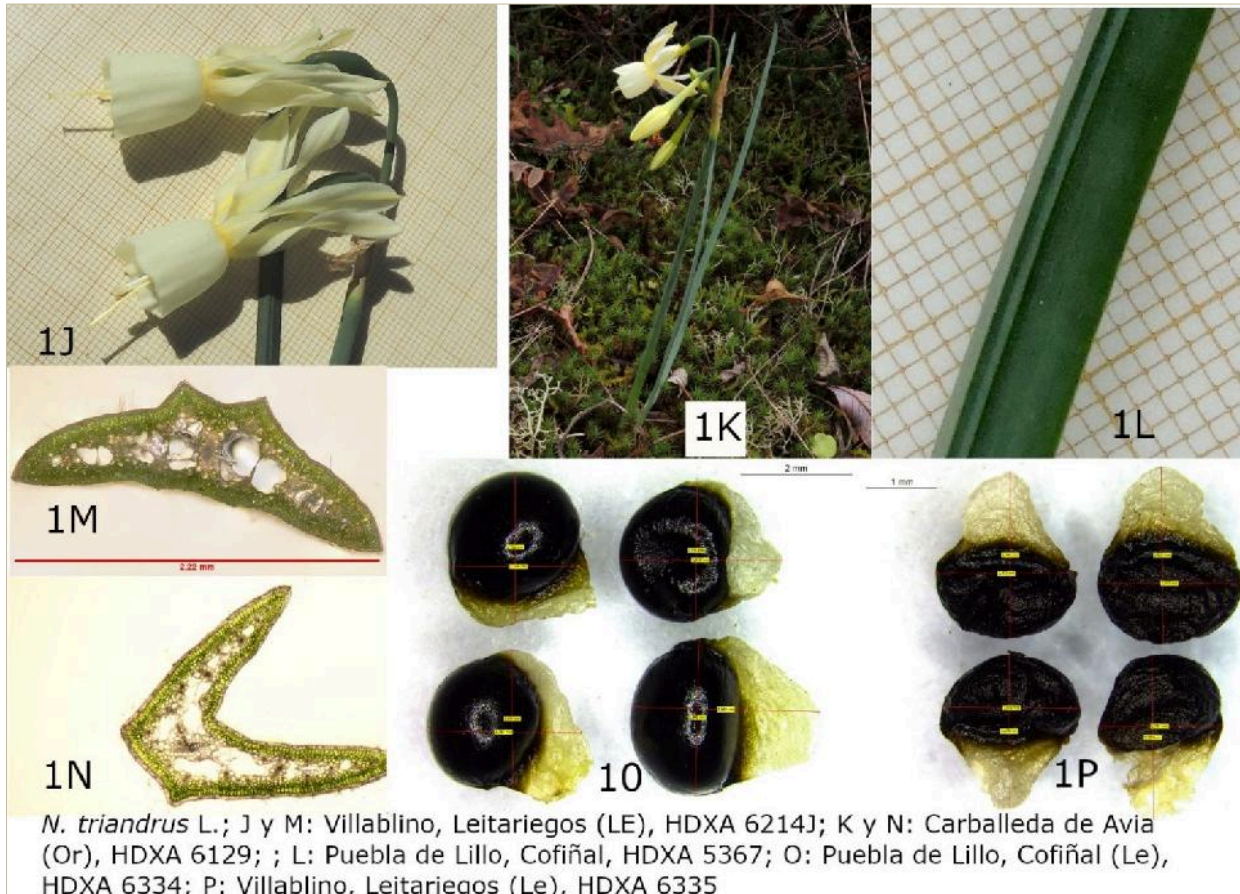 1J
1K
1L
1M
2.22 mm
1N
2 mm
1 mm
1O
1P
N. triandrus L.; J y M: Villablino, Leitariegos (LE), HDXA 6214J; K y N: Carballeda de Avia
(Or), HDXA 6129; ; L: Puebla de Lillo, Cofiñal, HDXA 5367; O: Puebla de Lillo, Cofiñal (Le),
HDXA 6334; P: Villablino, Leitariegos (Le), HDXA 6335